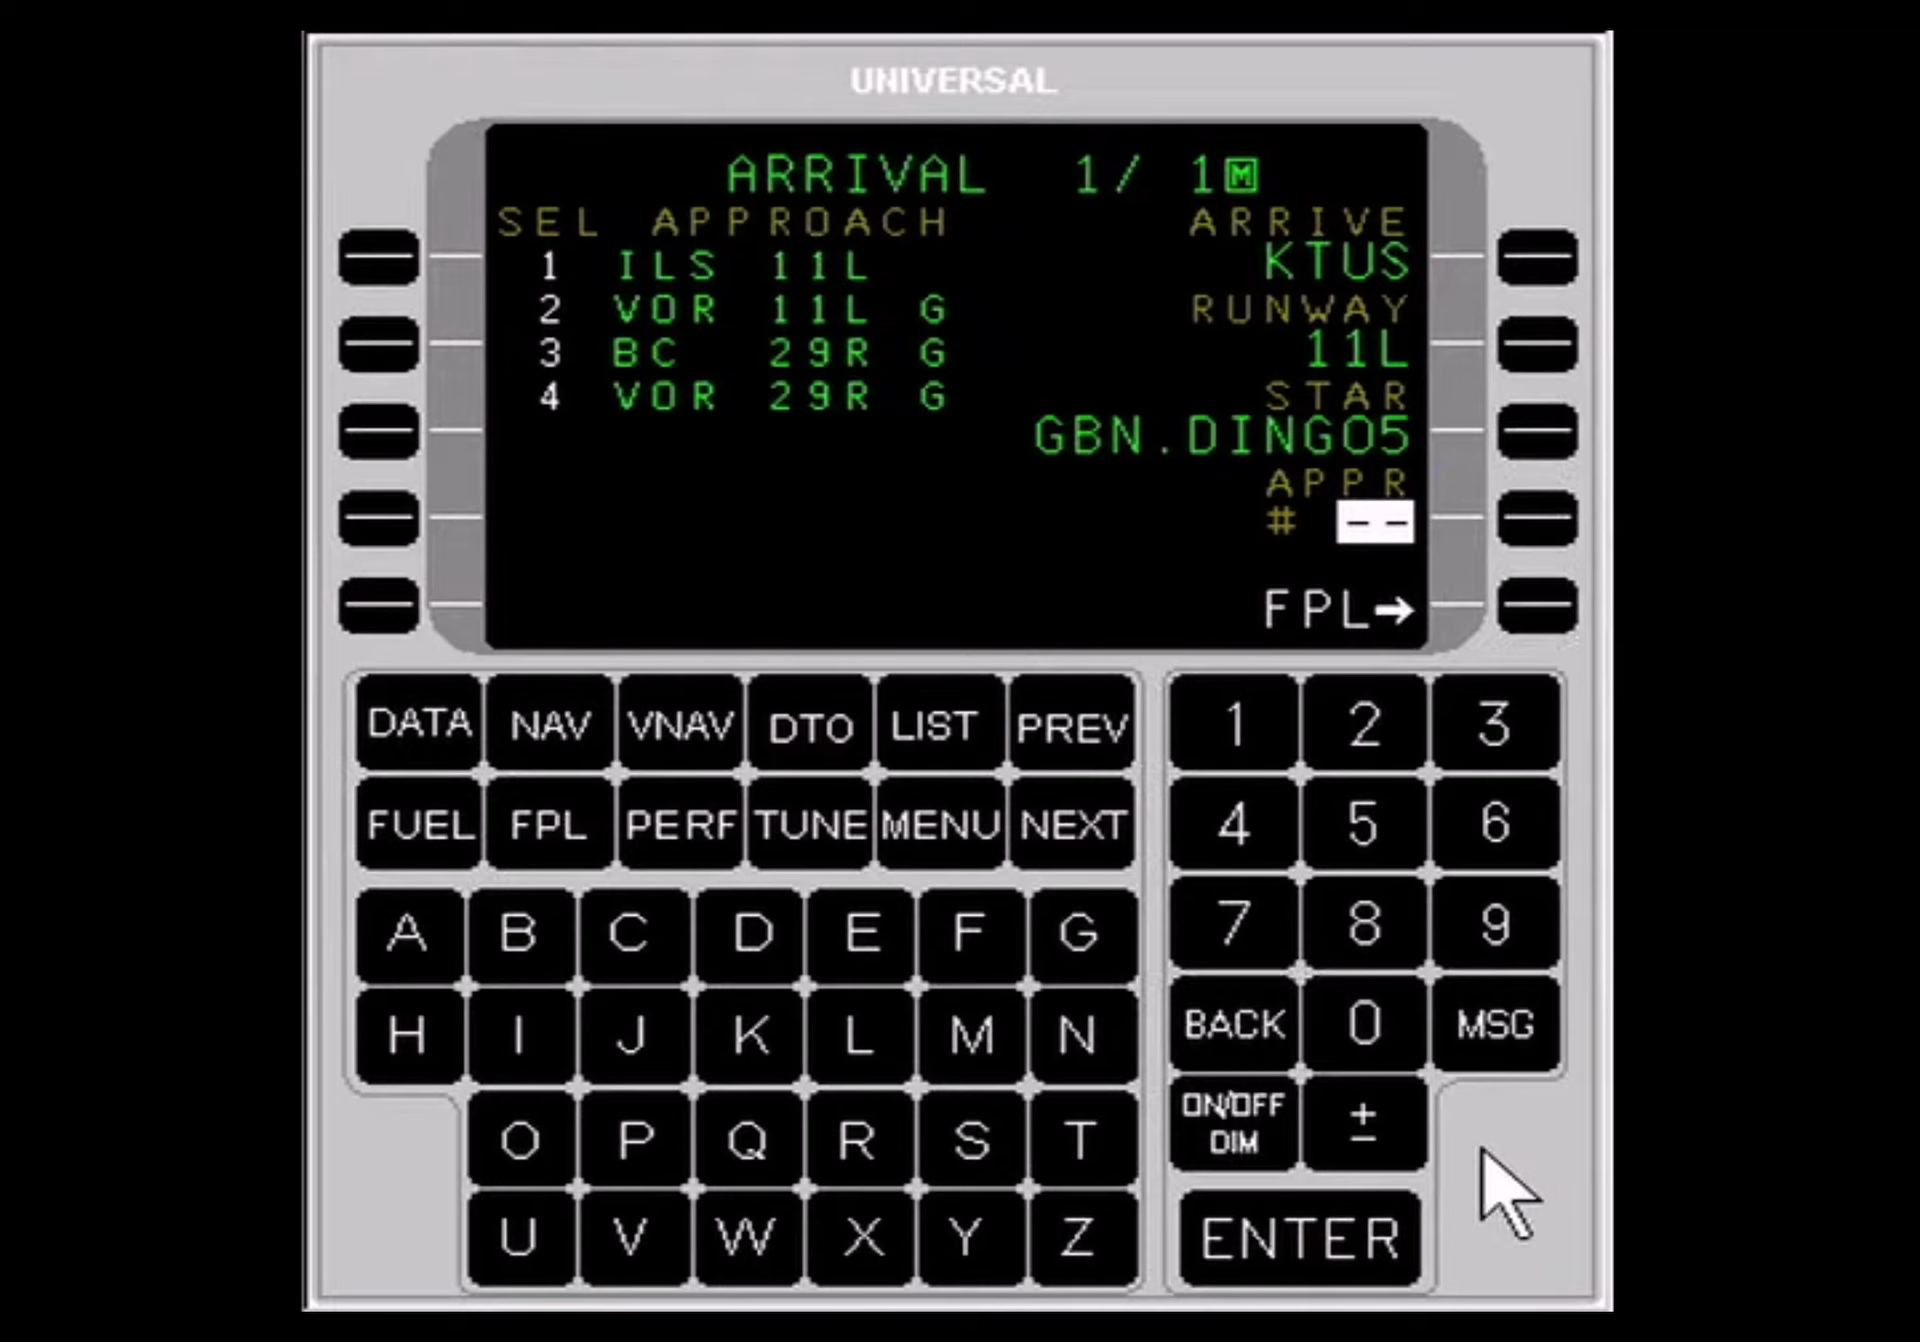 UNIVERSAL
ARRIVAL 1/ 1 M
SEL APPROACH ARRIVE
1 ILS 11L KTUS
2 VOR 11L G RUNWAY
3 BC 29R G 11L
4 VOR 29R G STAR
GBN.DINGO5
APPR
# --
FPL→
DATA NAV VNAV DTO LIST PREV 1 2 3
FUEL FPL PERF TUNE MENU NEXT 4 5 6
A B C D E F G 7 8 9
H I J K L M N BACK 0 MSG
O P Q R S T ON/OFF DIM ±
U V W X Y Z ENTER